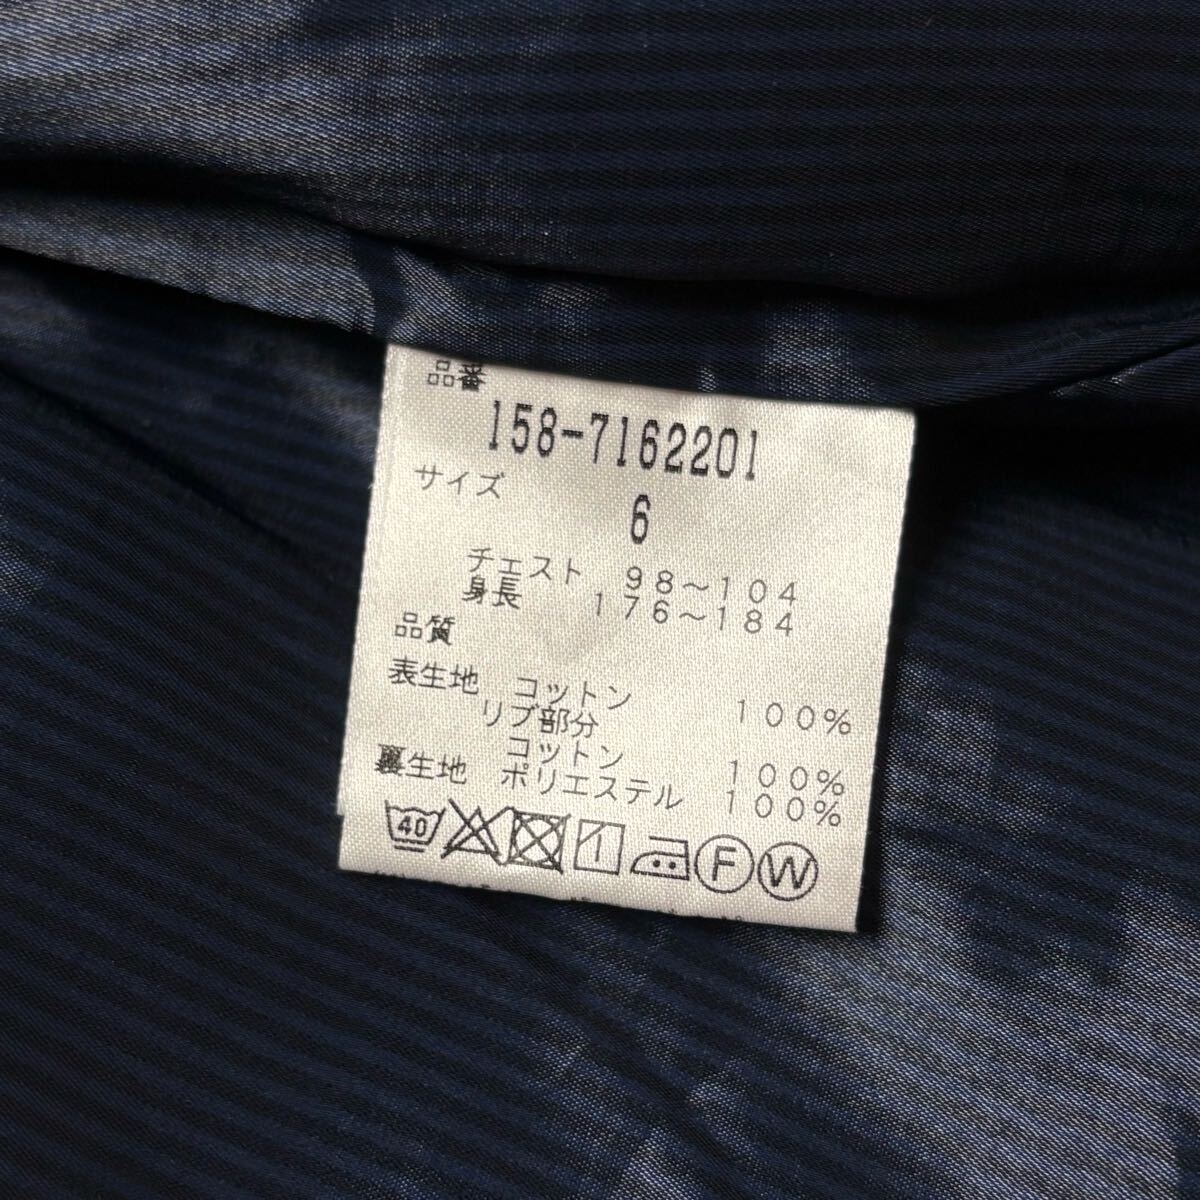 品番
158-7162201
サイズ
6
チェスト 98~104
身長 176~184
品質
表生地 コットン 100%
リブ部分
コットン 100%
裏生地 ポリエステル 100%
40 1 F W